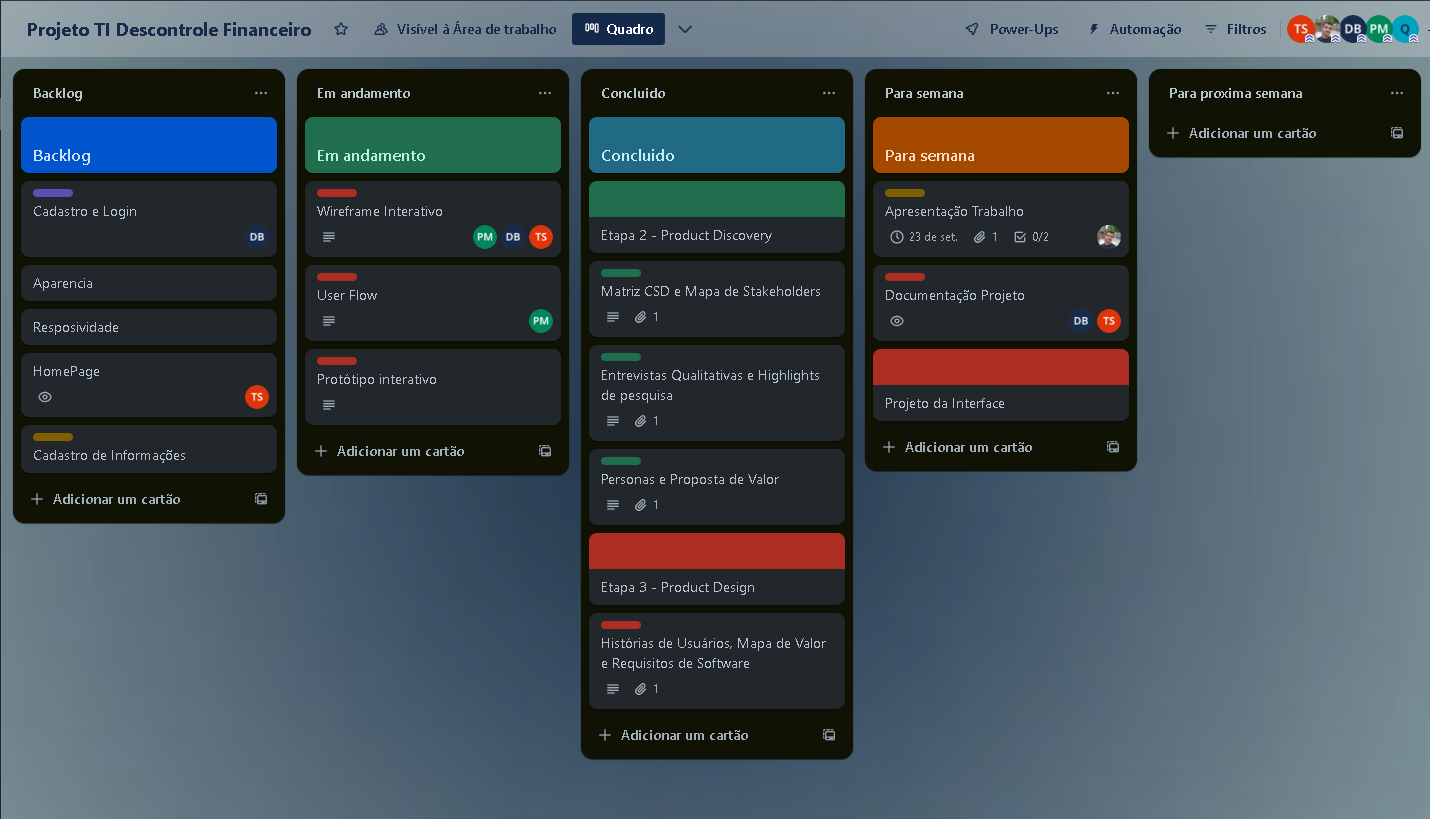 Projeto TI Descontrole Financeiro
Visível à Área de trabalho
Quadro
Power-Ups
Automação
Filtros
TS
DB
PM
Q
Backlog
Backlog
Cadastro e Login
DB
Aparencia
Resposividade
HomePage
TS
Cadastro de Informações
Adicionar um cartão
Em andamento
Em andamento
Wireframe Interativo
PM
DB
TS
User Flow
PM
Protótipo interativo
Adicionar um cartão
Concluido
Concluido
Etapa 2 - Product Discovery
Matriz CSD e Mapa de Stakeholders
1
Entrevistas Qualitativas e Highlights
de pesquisa
1
Personas e Proposta de Valor
1
Etapa 3 - Product Design
Histórias de Usuários, Mapa de Valor
e Requisitos de Software
1
Adicionar um cartão
Para semana
Para semana
Apresentação Trabalho
23 de set.
1
0/2
Documentação Projeto
DB
TS
Projeto da Interface
Adicionar um cartão
Para proxima semana
Adicionar um cartão